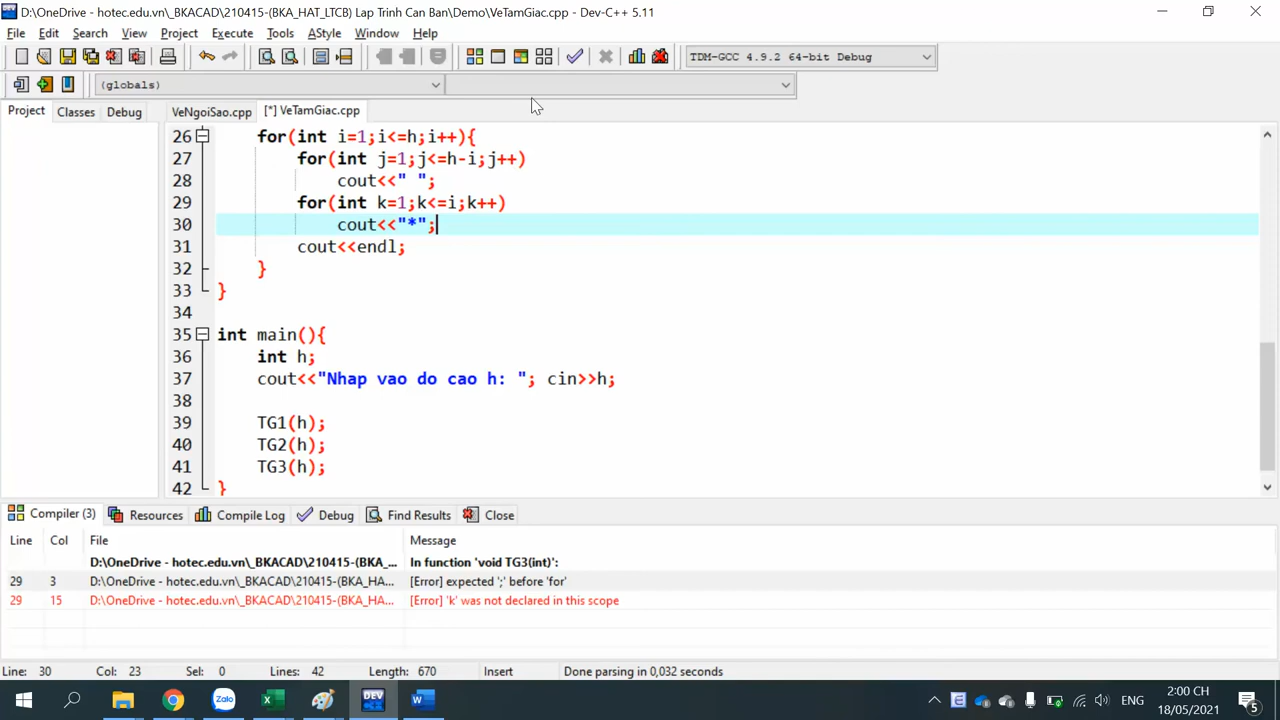 D:\OneDrive - hotec.edu.vn\_BKACAD\210415-(BKA_HAT_LTCB) Lap Trinh Can Ban\Demo\VeTamGiac.cpp - Dev-C++ 5.11
File Edit Search View Project Execute Tools AStyle Window Help
TDM-GCC 4.9.2 64-bit Debug
(globals)
Project Classes Debug VeNgoiSao.cpp [*] VeTamGiac.cpp
26 for(int i=1;i<=h;i++){
27 for(int j=1;j<=h-i;j++)
28 cout<<" ";
29 for(int k=1;k<=i;k++)
30 cout<<"*";
31 cout<<endl;
32 }
33 }
34
35 int main(){
36 int h;
37 cout<<"Nhap vao do cao h: "; cin>>h;
38
39 TG1(h);
40 TG2(h);
41 TG3(h);
42 }
Compiler (3) Resources Compile Log Debug Find Results Close
Line Col File Message
D:\OneDrive - hotec.edu.vn\_BKACAD\210415-(BKA_... In function 'void TG3(int)':
29 3 D:\OneDrive - hotec.edu.vn\_BKACAD\210415-(BKA_HA... [Error] expected ';' before 'for'
29 15 D:\OneDrive - hotec.edu.vn\_BKACAD\210415-(BKA_HA... [Error] 'k' was not declared in this scope
Line: 30 Col: 23 Sel: 0 Lines: 42 Length: 670 Insert Done parsing in 0,032 seconds
Zalo DEV ENG 2:00 CH
18/05/2021 5